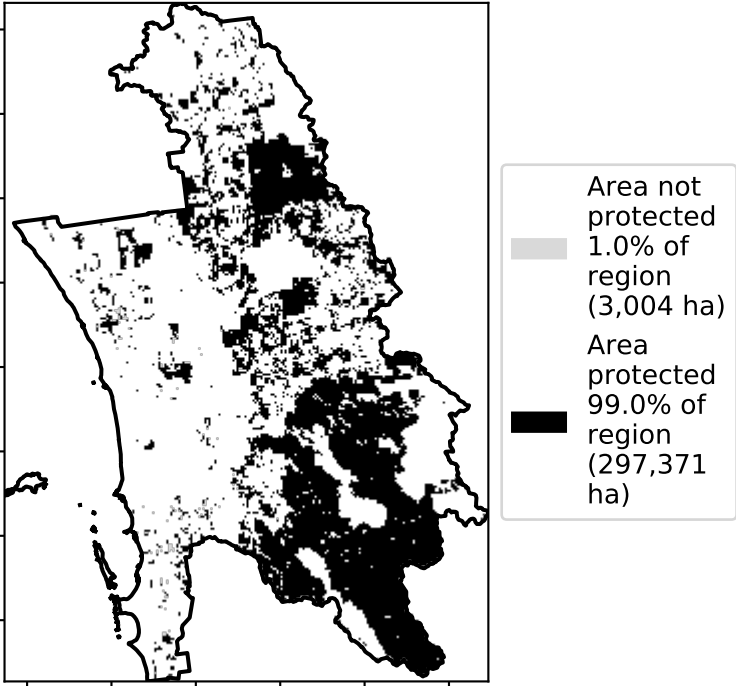 Area not
protected
1.0% of
region
(3,004 ha)
Area
protected
99.0% of
region
(297,371
ha)